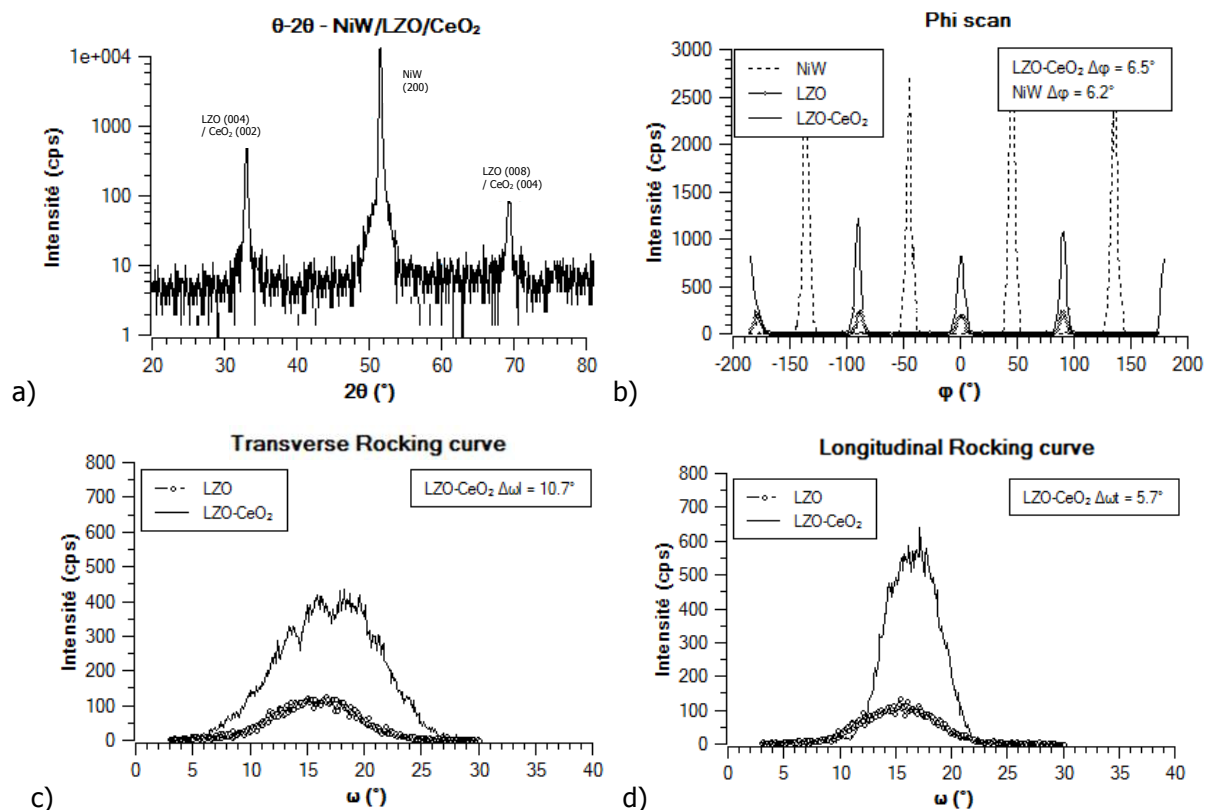 θ-2θ - NiW/LZO/CeO₂
1e+004
1000
100
10
1
Intensité (cps)
LZO (004)
/ CeO₂ (002)
NiW
(200)
LZO (008)
/ CeO₂ (004)
20 30 40 50 60 70 80
2θ (°)
a)
Phi scan
3000
2500
2000
1500
1000
500
0
Intensité (cps)
NiW
LZO
LZO-CeO₂
LZO-CeO₂ Δφ = 6.5°
NiW Δφ = 6.2°
-200 -150 -100 -50 0 50 100 150 200
φ (°)
b)
Transverse Rocking curve
800
700
600
500
400
300
200
100
0
Intensité (cps)
LZO
LZO-CeO₂
LZO-CeO₂ Δωl = 10.7°
0 5 10 15 20 25 30 35 40
ω (°)
c)
Longitudinal Rocking curve
800
700
600
500
400
300
200
100
0
Intensité (cps)
LZO
LZO-CeO₂
LZO-CeO₂ Δωt = 5.7°
0 10 20 30 40
ω (°)
d)